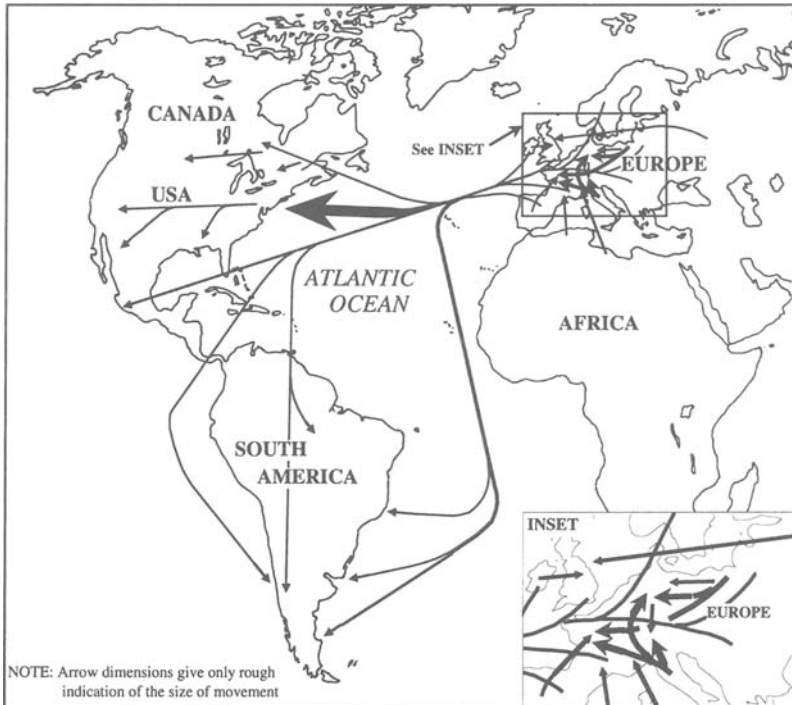 CANADA
See INSET
EUROPE
USA
ATLANTIC
OCEAN
AFRICA
SOUTH
AMERICA
INSET
EUROPE
NOTE: Arrow dimensions give only rough
indication of the size of movement